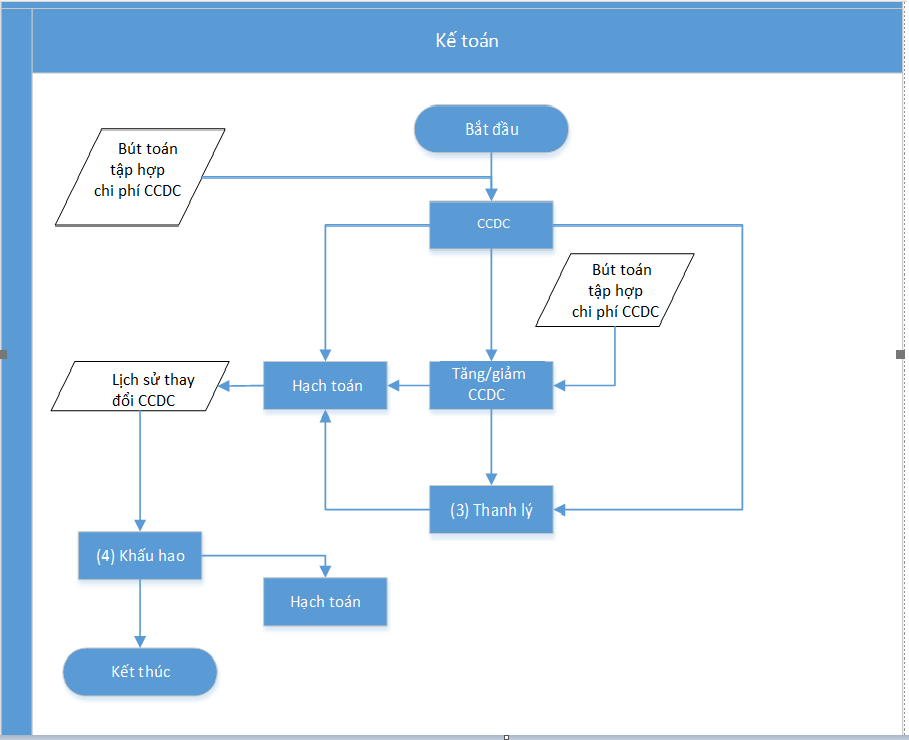 Kế toán
Bắt đầu
Bút toán
tập hợp
chi phí CCDC
CCDC
Bút toán
tập hợp
chi phí CCDC
Lịch sử thay
đổi CCDC
Hạch toán
Tăng/giảm
CCDC
(3) Thanh lý
(4) Khấu hao
Hạch toán
Kết thúc